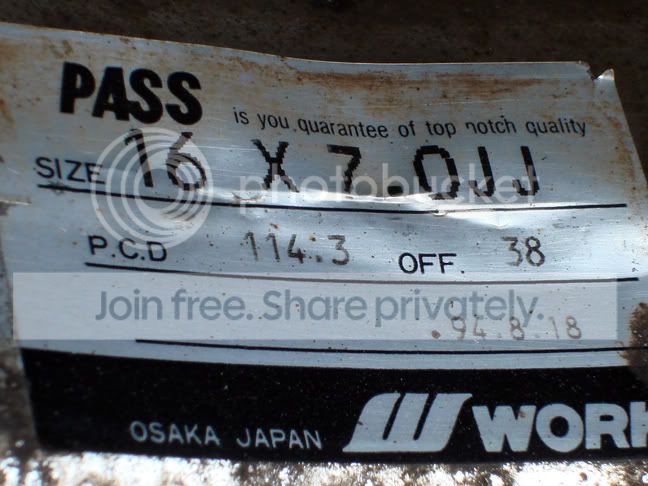 PASS is you quarantee of top notch quality
SIZE 16 X 7.0JJ
photobucket
P.C.D 114.3 OFF. 38
Join free. Share privately.
.94.8.18
OSAKA JAPAN W WORK